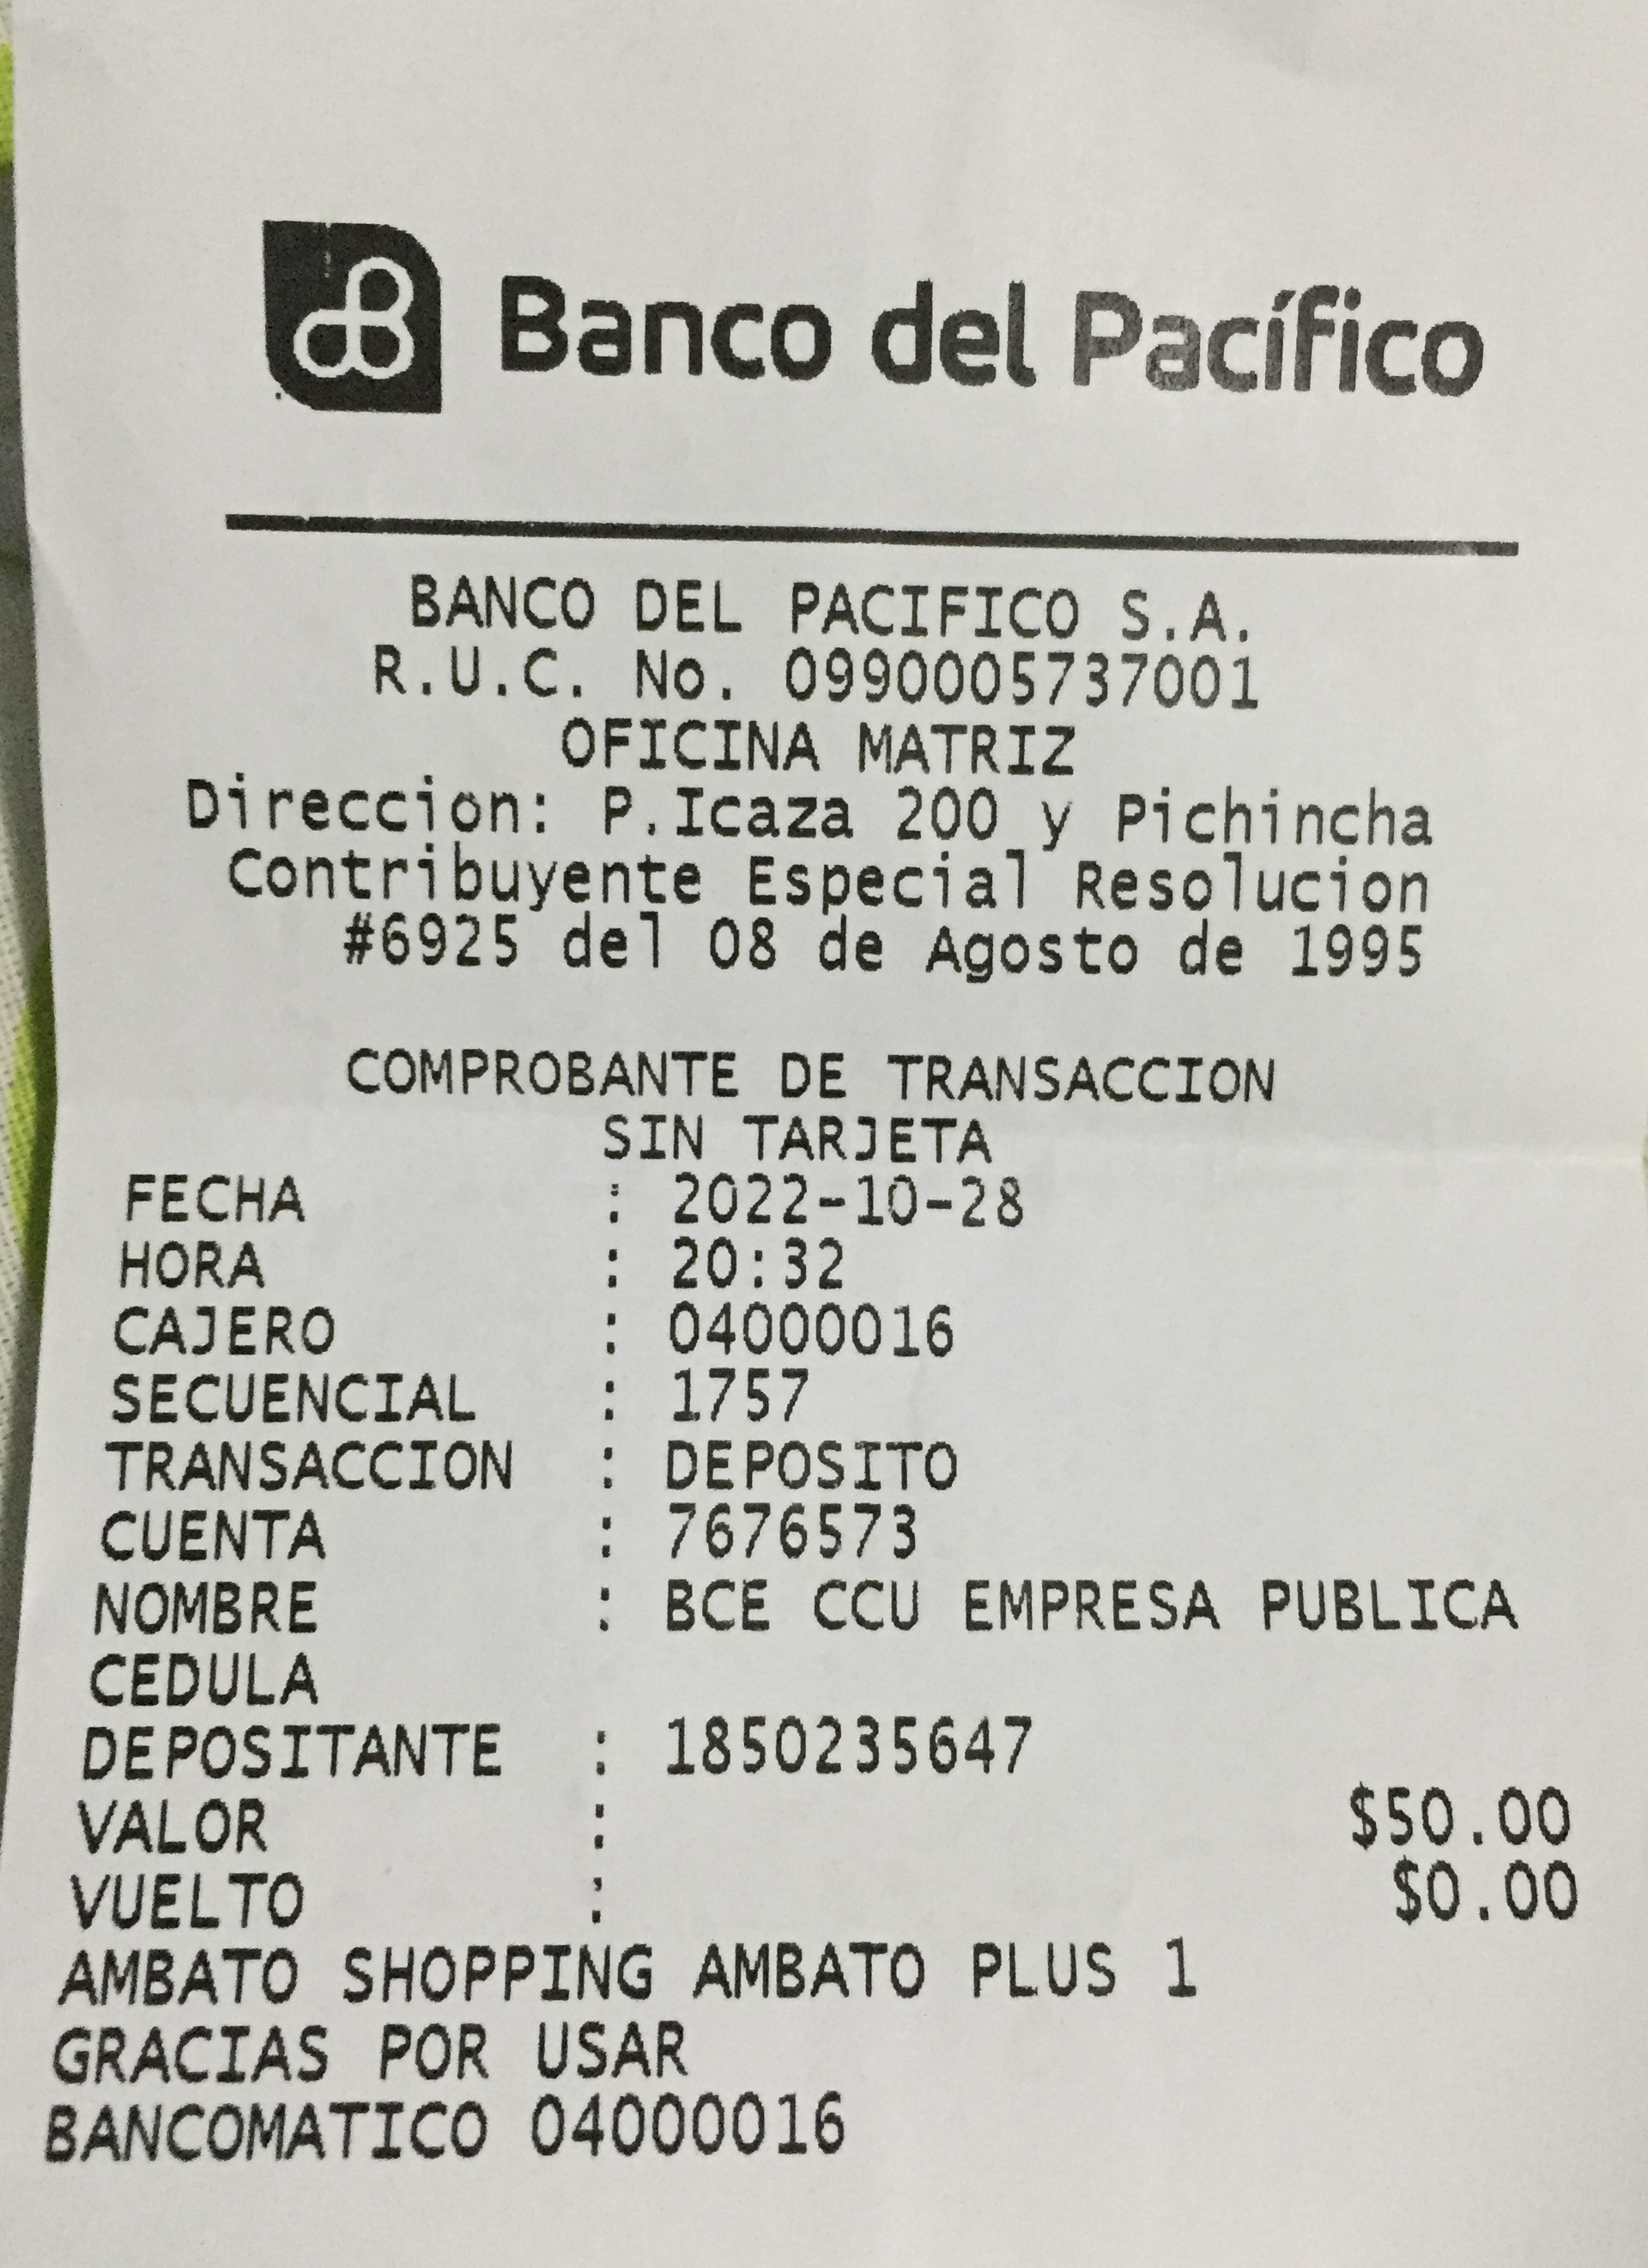 Banco del Pacífico
BANCO DEL PACIFICO S.A.
R.U.C. No. 0990005737001
OFICINA MATRIZ
Direccion: P.Icaza 200 y Pichincha
Contribuyente Especial Resolucion
#6925 del 08 de Agosto de 1995
COMPROBANTE DE TRANSACCION
SIN TARJETA
FECHA : 2022-10-28
HORA : 20:32
CAJERO : 04000016
SECUENCIAL : 1757
TRANSACCION : DEPOSITO
CUENTA : 7676573
NOMBRE : BCE CCU EMPRESA PUBLICA
CEDULA
DEPOSITANTE : 1850235647
VALOR : $50.00
VUELTO : $0.00
AMBATO SHOPPING AMBATO PLUS 1
GRACIAS POR USAR
BANCOMATICO 04000016